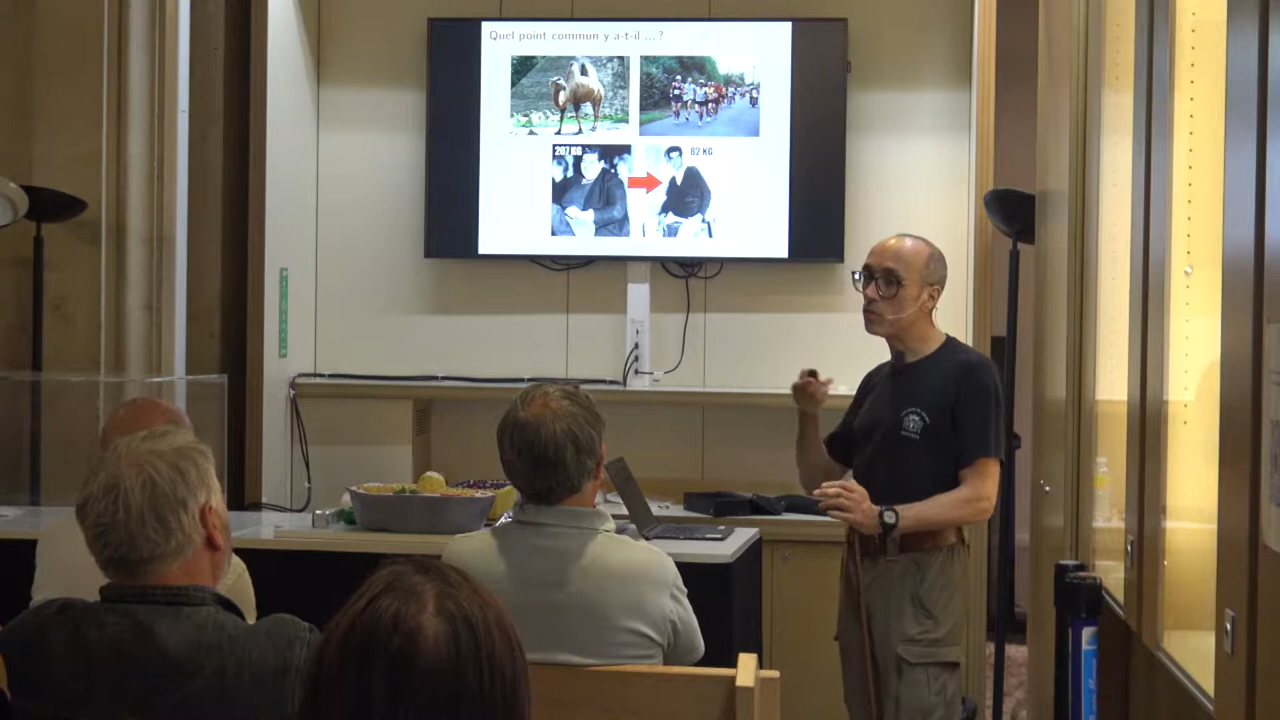 Quel point commun y a-t-il ... ?
207 KG
82 KG